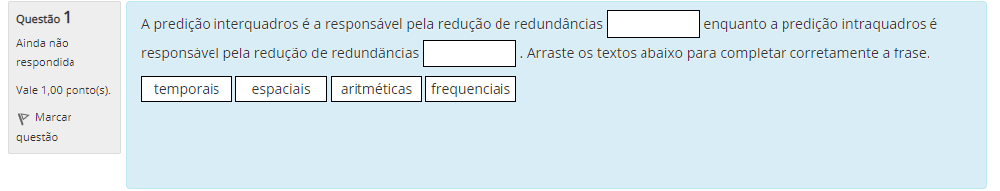 Questão 1
Ainda não
respondida
Vale 1,00 ponto(s).
Marcar
questão
A predição interquadros é a responsável pela redução de redundâncias enquanto a predição intraquadros é
responsável pela redução de redundâncias . Arraste os textos abaixo para completar corretamente a frase.
temporais espaciais aritméticas frequenciais